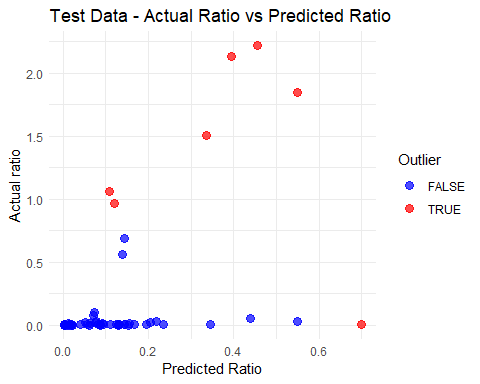 Test Data - Actual Ratio vs Predicted Ratio
2.0
1.5
1.0
0.5
0.0
Actual ratio
0.0 0.2 0.4 0.6
Predicted Ratio
Outlier
FALSE
TRUE